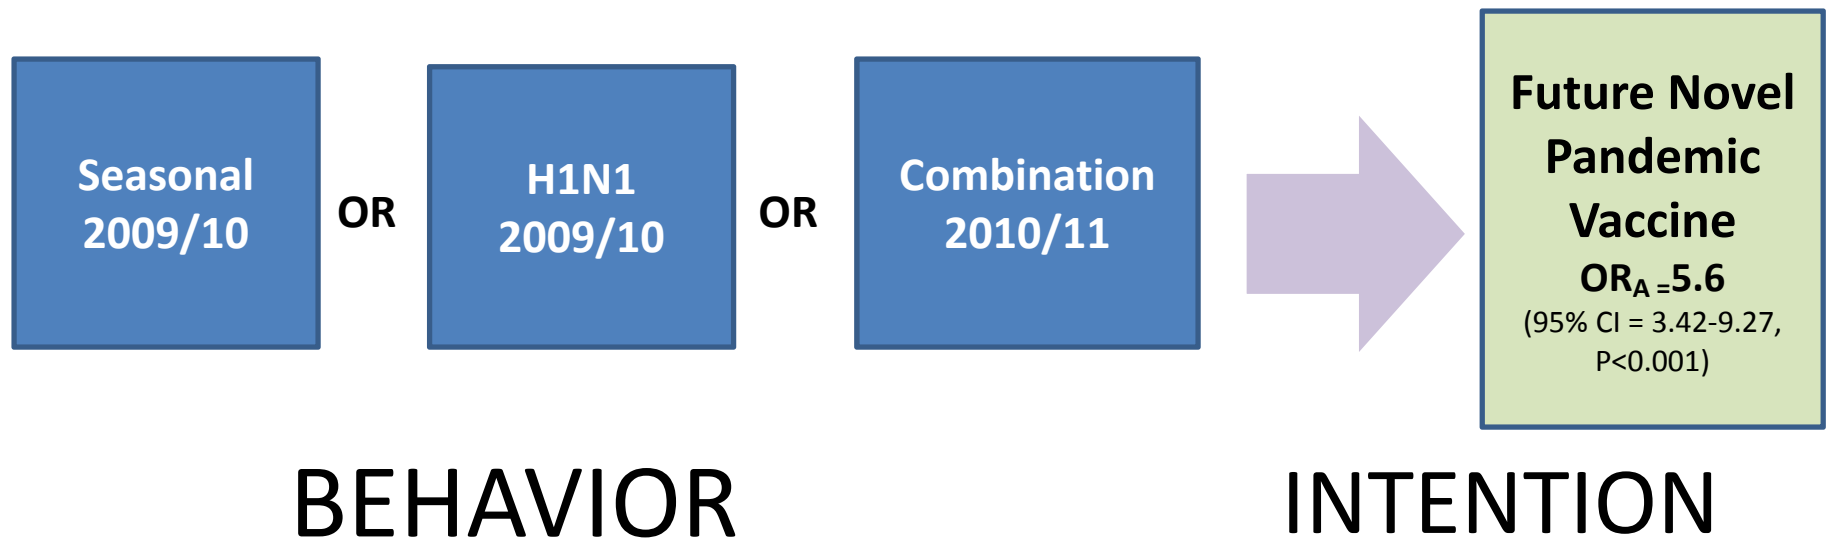 Seasonal
2009/10
OR
H1N1
2009/10
OR
Combination
2010/11
Future Novel
Pandemic
Vaccine
ORA =5.6
(95% CI = 3.42-9.27,
P<0.001)
BEHAVIOR
INTENTION